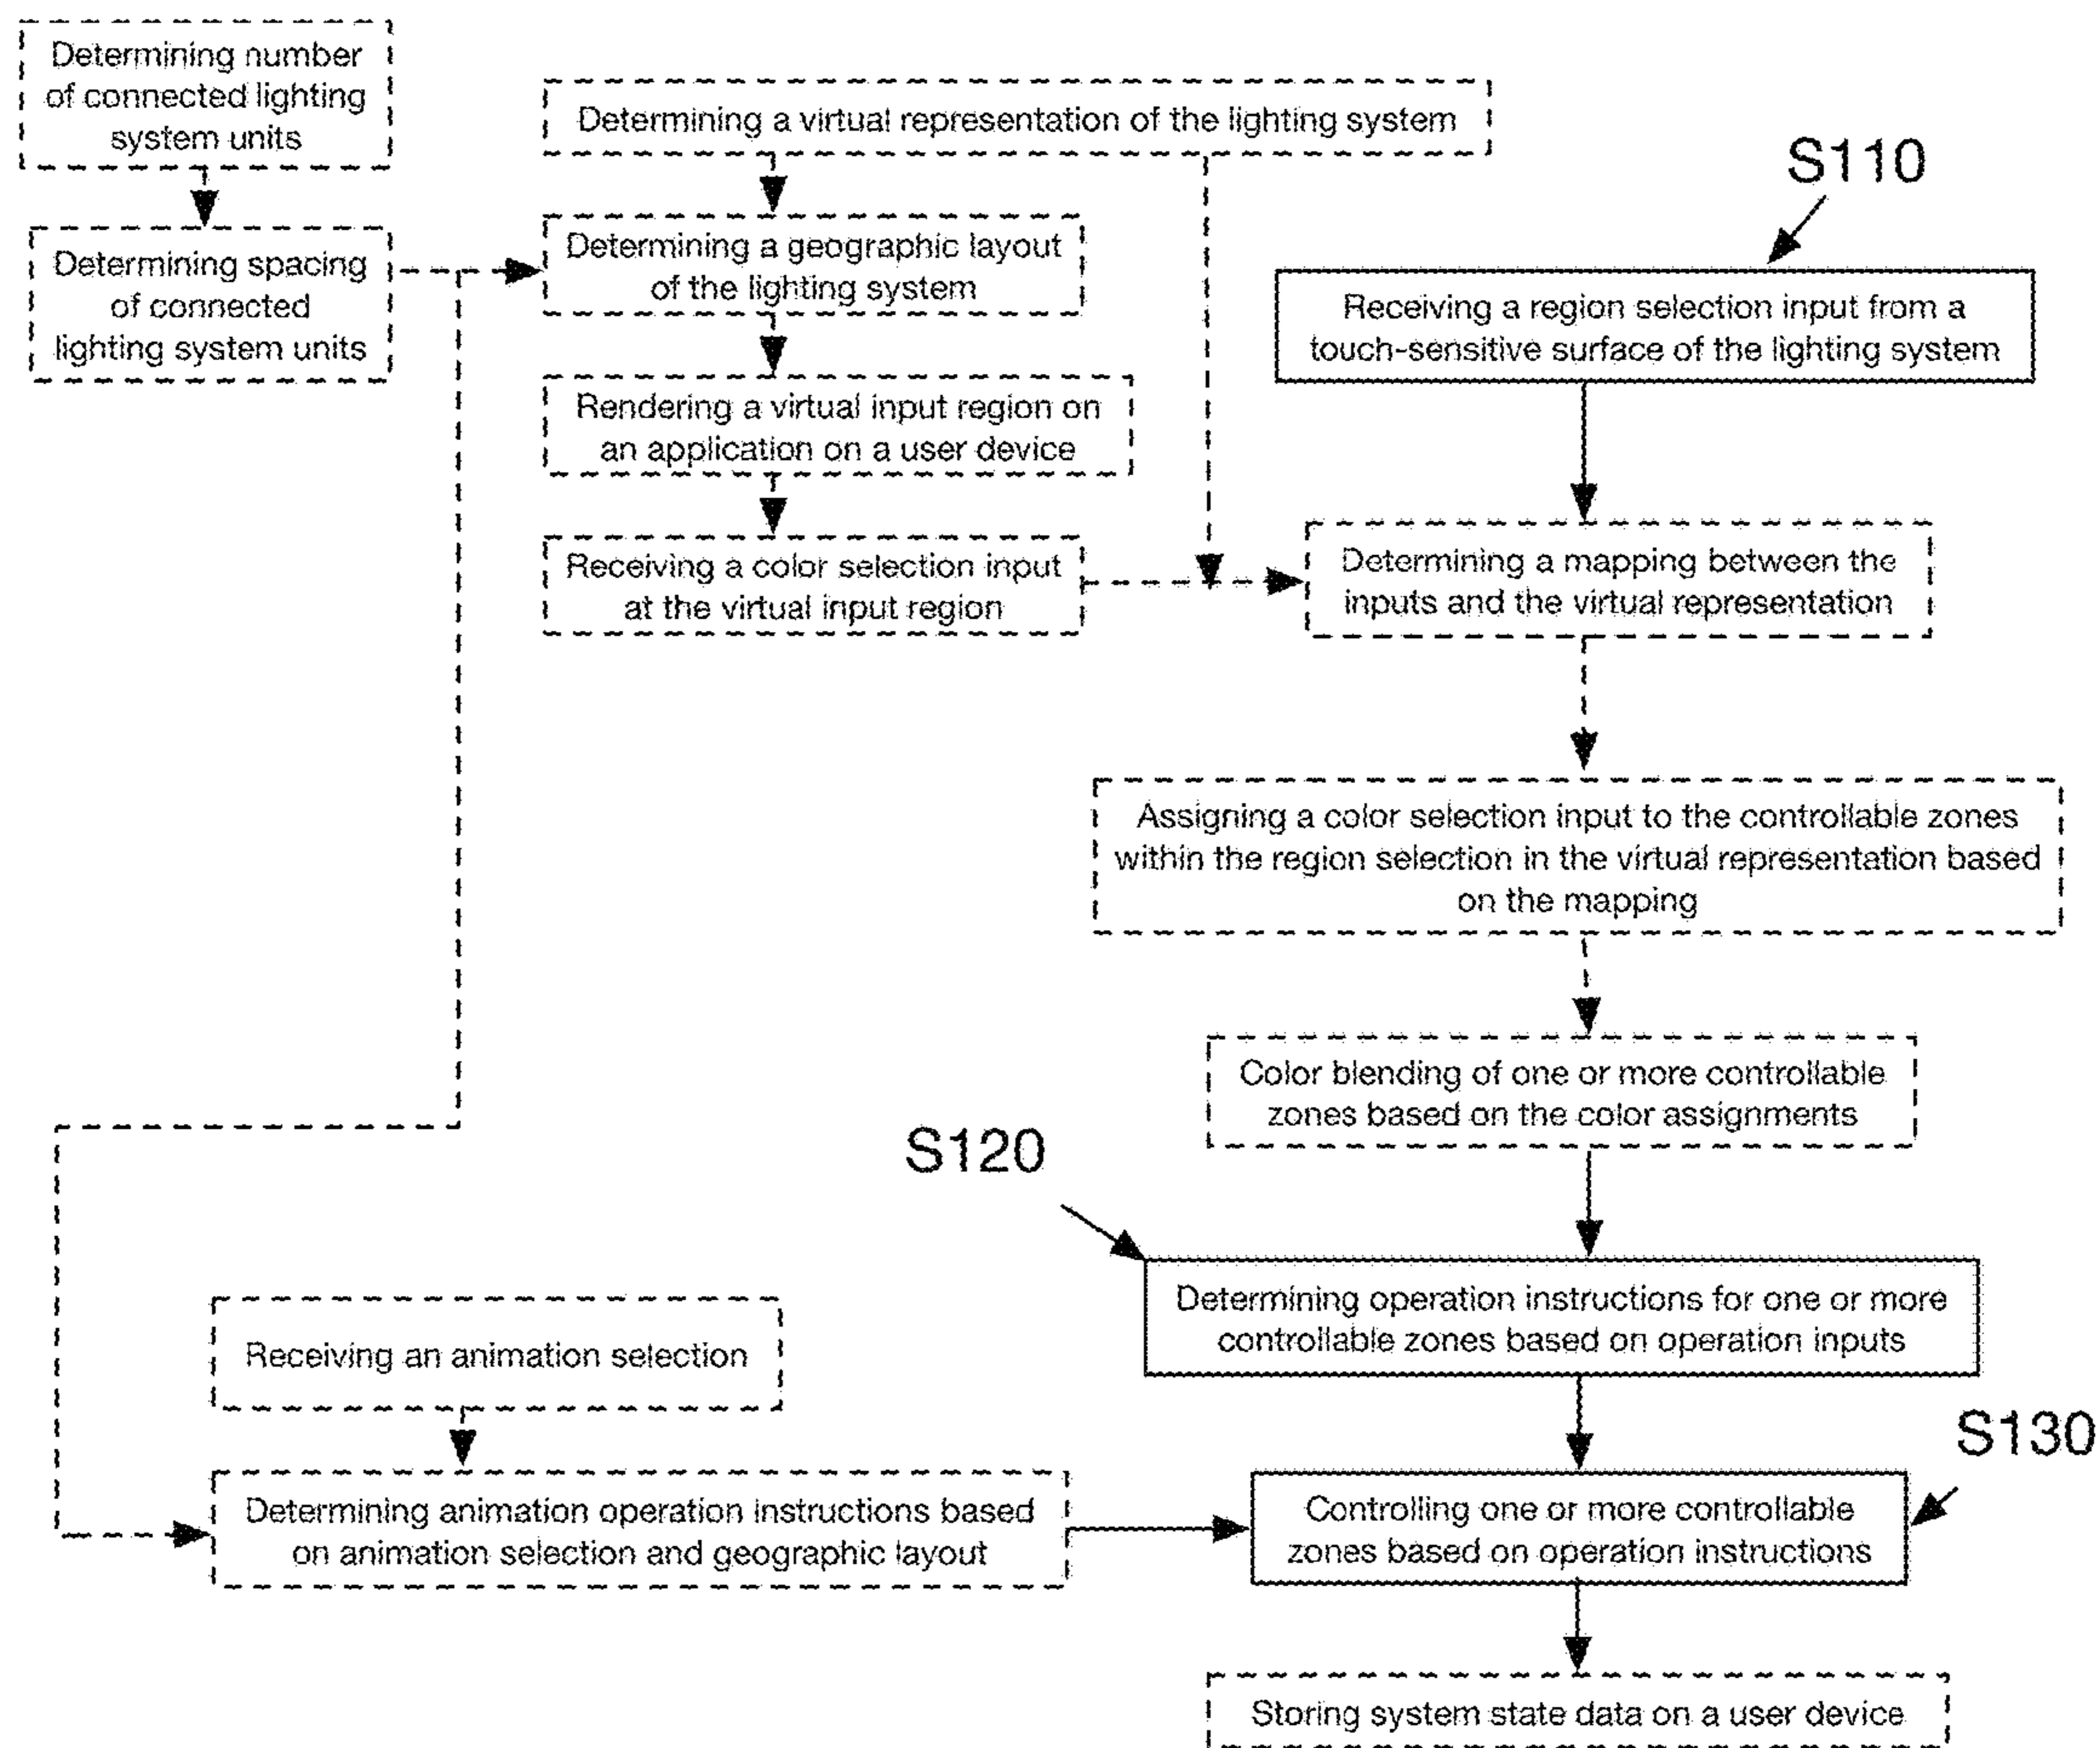 Determining number
of connected lighting
system units
Determining spacing
of connected
lighting system units
Determining a virtual representation of the lighting system
Determining a geographic layout
of the lighting system
Rendering a virtual input region on
an application on a user device
Receiving a color selection input
at the virtual input region
S110
Receiving a region selection input from a
touch-sensitive surface of the lighting system
Determining a mapping between the
inputs and the virtual representation
Assigning a color selection input to the controllable zones
within the region selection in the virtual representation based
on the mapping
Color blending of one or more controllable
zones based on the color assignments
S120
Determining operation instructions for one or more
controllable zones based on operation inputs
Receiving an animation selection
Determining animation operation instructions based
on animation selection and geographic layout
S130
Controlling one or more controllable
zones based on operation instructions
Storing system state data on a user device